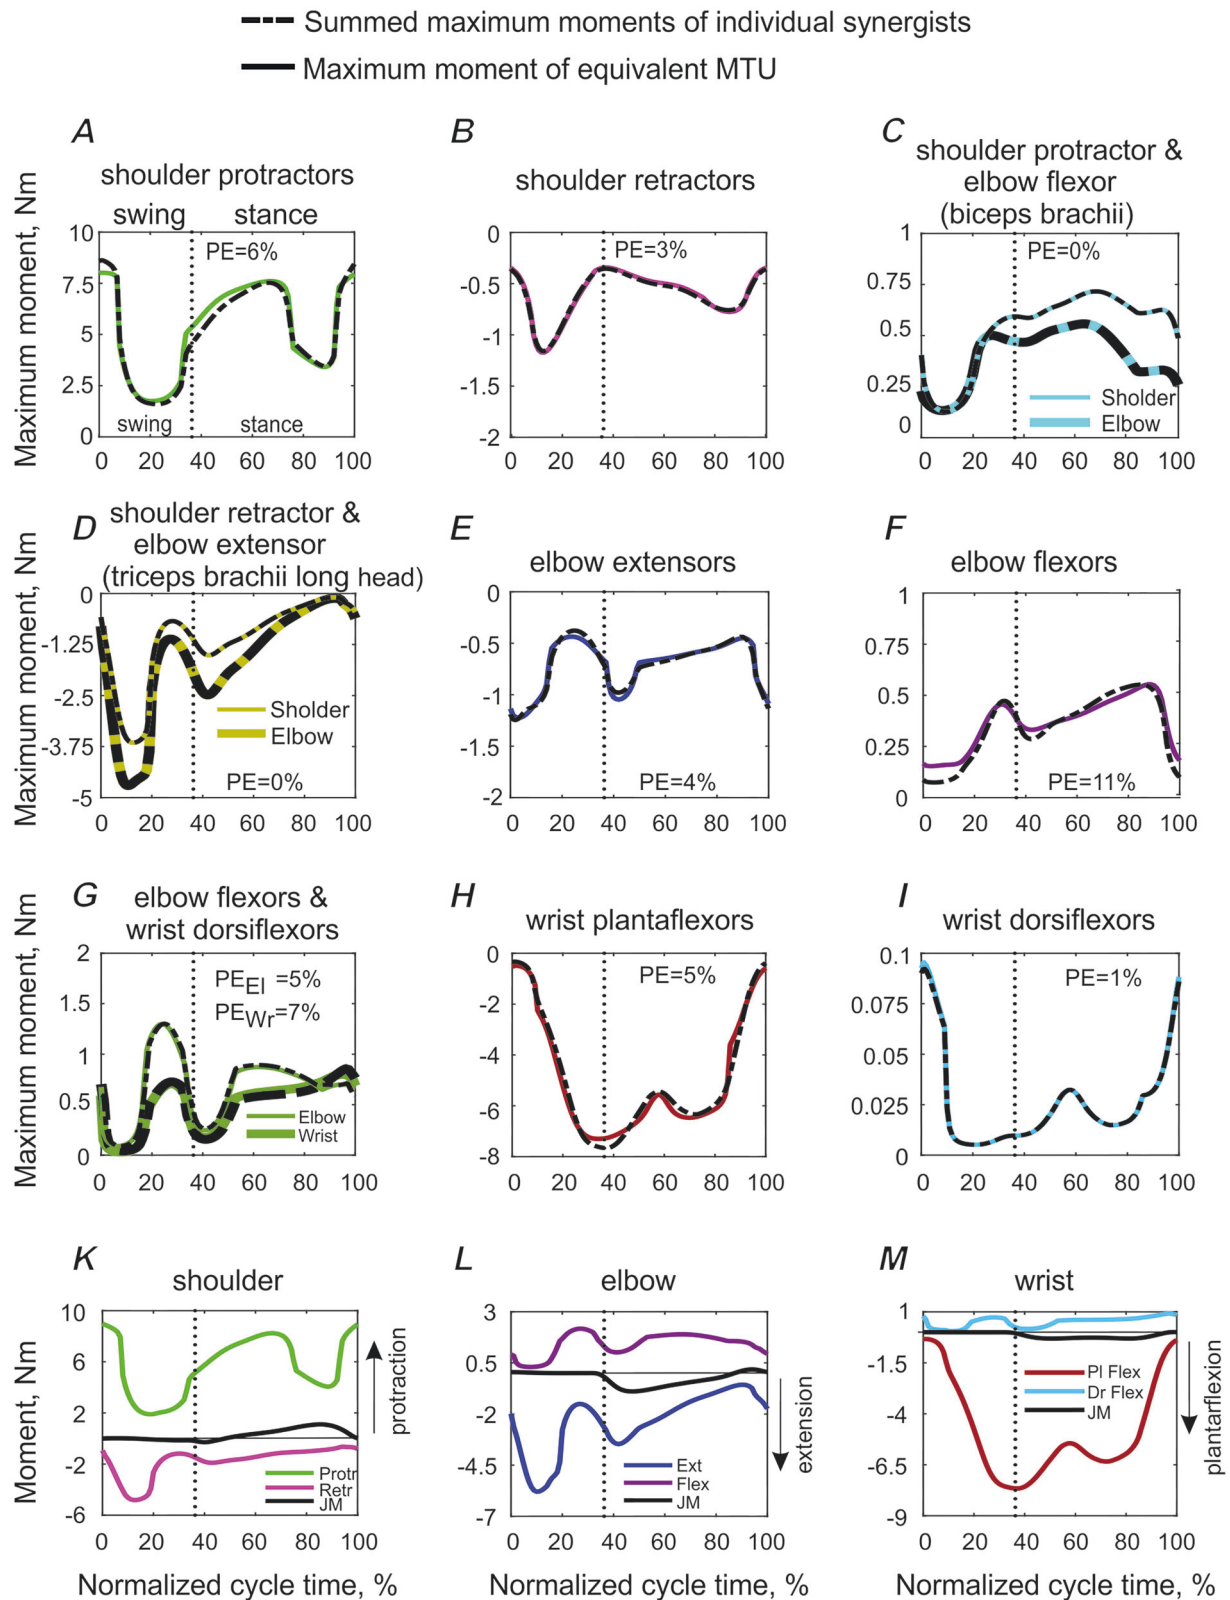 Summed maximum moments of individual synergists
Maximum moment of equivalent MTU
A
shoulder protractors
swing stance
Maximum moment, Nm
10
7.5
5
2.5
0
PE=6%
swing stance
0 20 40 60 80 100
B
shoulder retractors
0
-0.5
-1
-1.5
-2
PE=3%
0 20 40 60 80 100
C
shoulder protractor &
elbow flexor
(biceps brachii)
1
0.75
0.5
0.25
0
PE=0%
Sholder
Elbow
0 20 40 60 80 100
D
shoulder retractor &
elbow extensor
(triceps brachii long head)
Maximum moment, Nm
0
-1.25
-2.5
-3.75
-5
Sholder
Elbow
PE=0%
0 20 40 60 80 100
E
elbow extensors
0
-0.5
-1
-1.5
-2
PE=4%
0 20 40 60 80 100
F
elbow flexors
1
0.5
0.25
0
PE=11%
0 20 40 60 80 100
G
elbow flexors &
wrist dorsiflexors
Maximum moment, Nm
2
1.5
1
0.5
0
PEEl =5%
PEWr=7%
Elbow
Wrist
0 20 40 60 80 100
H
wrist plantaflexors
0
-2
-4
-6
-8
PE=5%
0 20 40 60 80 100
I
wrist dorsiflexors
0.1
0.075
0.05
0.025
0
PE=1%
0 20 40 60 80 100
K
shoulder
Moment, Nm
10
6
2
-2
-6
protraction
Protr
Retr
JM
0 20 40 60 80 100
Normalized cycle time, %
L
elbow
3
0.5
-2
-4.5
-7
extension
Ext
Flex
JM
0 20 40 60 80 100
Normalized cycle time, %
M
wrist
1
-1.5
-4
-6.5
-9
plantarflexion
Pl Flex
Dr Flex
JM
0 20 40 60 80 100
Normalized cycle time, %